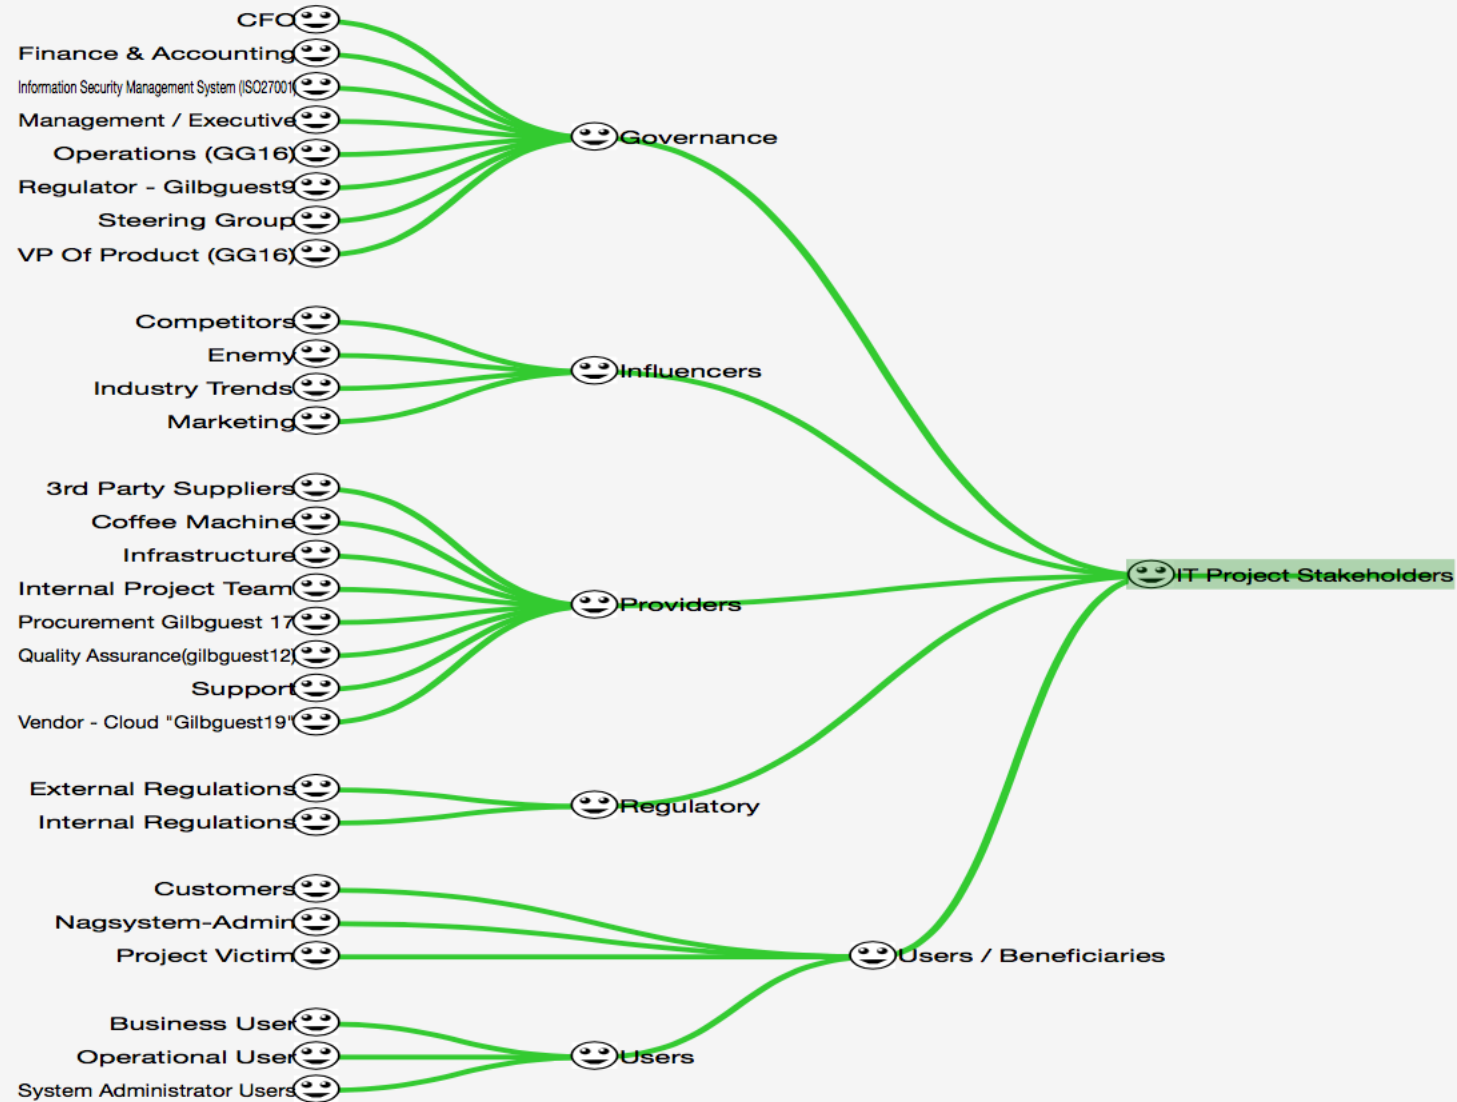 CFO
Finance & Accounting
Information Security Management System (ISO27001)
Management / Executive
Operations (GG16)
Regulator - Gilbguest9
Steering Group
VP Of Product (GG16)
Governance
Competitors
Enemy
Industry Trends
Marketing
Influencers
3rd Party Suppliers
Coffee Machine
Infrastructure
Internal Project Team
Procurement Gilbguest 17
Quality Assurance(gilbguest12)
Support
Vendor - Cloud "Gilbguest19"
Providers
External Regulations
Internal Regulations
Regulatory
Customers
Nagsystem-Admin
Project Victim
Users / Beneficiaries
Business User
Operational User
System Administrator Users
Users
IT Project Stakeholders